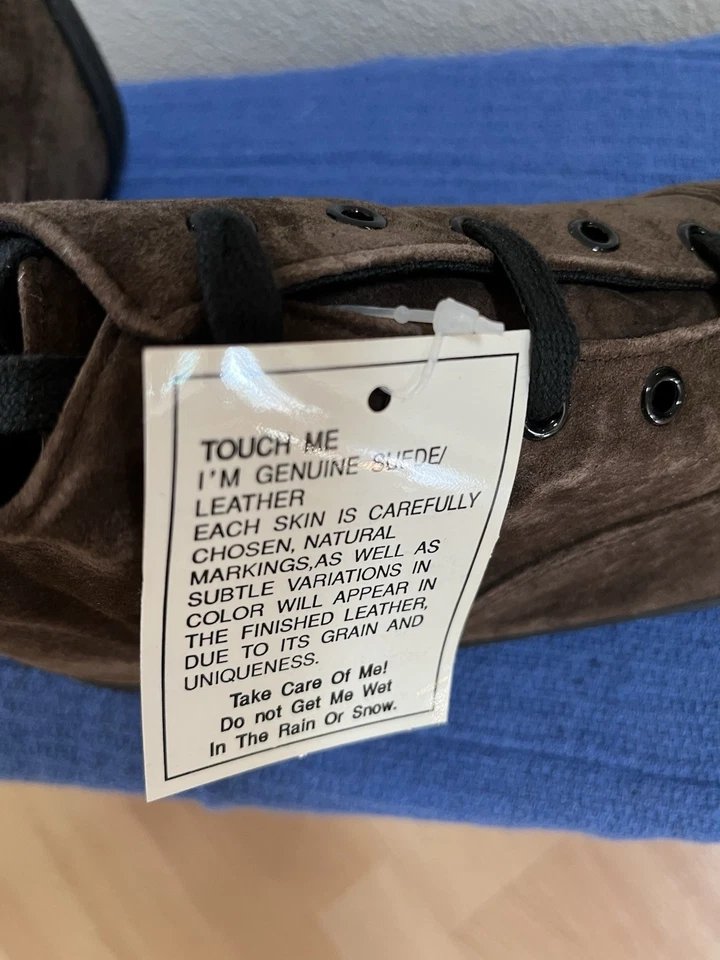 TOUCH ME
I'M GENUINE SUEDE/
LEATHER
EACH SKIN IS CAREFULLY
CHOSEN, NATURAL
MARKINGS,AS WELL AS
SUBTLE VARIATIONS IN
COLOR WILL APPEAR IN
THE FINISHED LEATHER,
DUE TO ITS GRAIN AND
UNIQUENESS.
Take Care Of Me!
Do not Get Me Wet
In The Rain Or Snow.